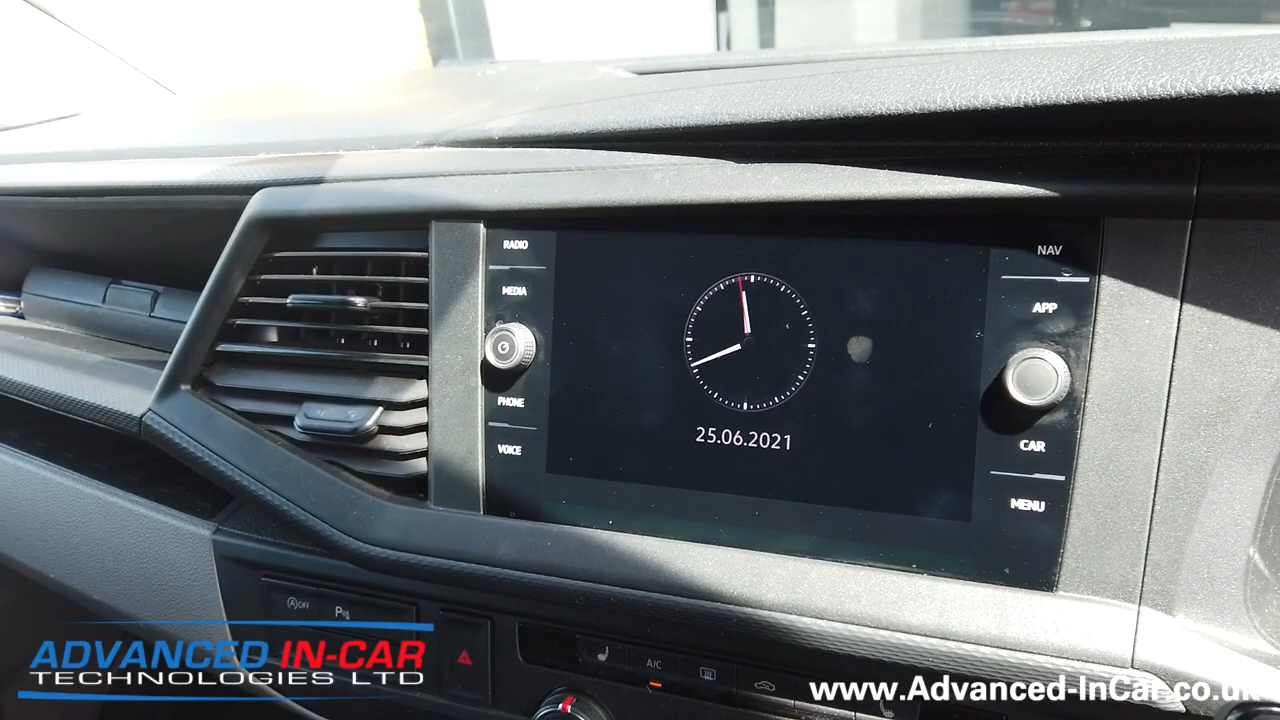 RADIO
MEDIA
PHONE
VOICE
25.06.2021
NAV
APP
CAR
MENU
OFF
P
A/C
ADVANCED IN-CAR
TECHNOLOGIES LTD
www.Advanced-InCar.co.uk